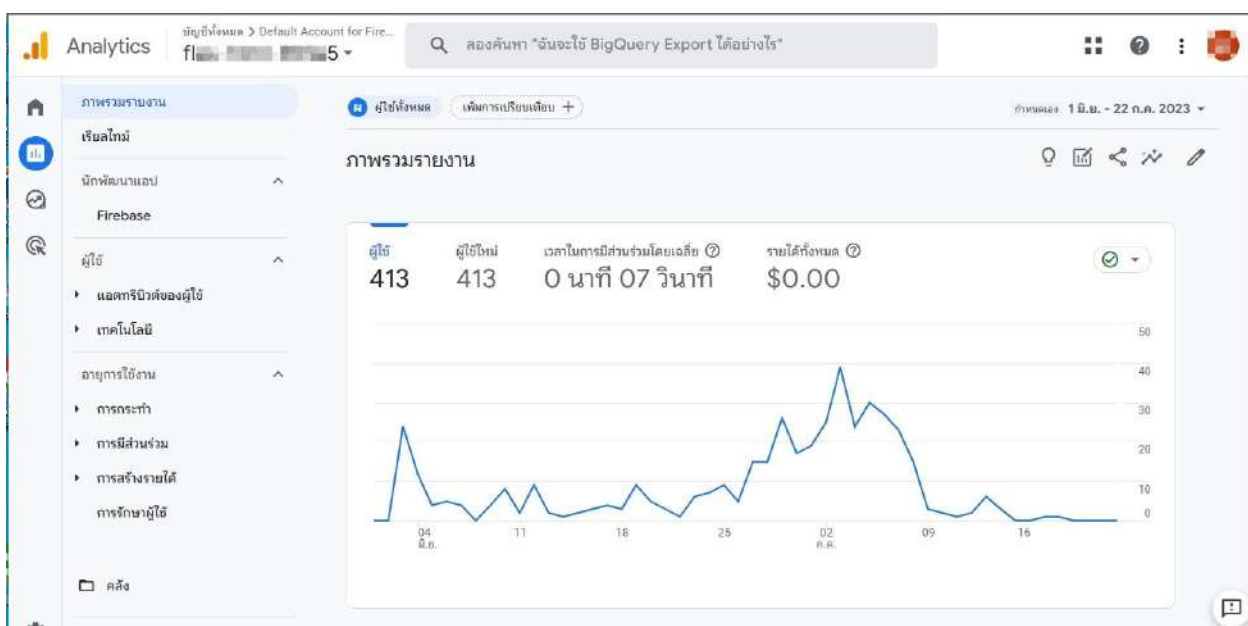 Analytics
บัญชีทั้งหมด > Default Account for Fire...
ลองค้นหา "ฉันจะใช้ BigQuery Export ได้อย่างไร"
ภาพรวมรายงาน
เรียลไทม์
นักพัฒนาแอป
Firebase
ผู้ใช้
แอตทริบิวต์ของผู้ใช้
เทคโนโลยี
อายุการใช้งาน
การกระทำ
การมีส่วนร่วม
การสร้างรายได้
การรักษาผู้ใช้
คลัง
ผู้ใช้ทั้งหมด
เพิ่มการเปรียบเทียบ +
กำหนดเอง 1 มิ.ย. - 22 ก.ค. 2023
ภาพรวมรายงาน
ผู้ใช้ ผู้ใช้ใหม่ เวลาในการมีส่วนร่วมโดยเฉลี่ย รายได้ทั้งหมด
413 413 0 นาที 07 วินาที $0.00
50
40
30
20
10
0
04 11 18 25 02 09 16
มิ.ย. ก.ค.